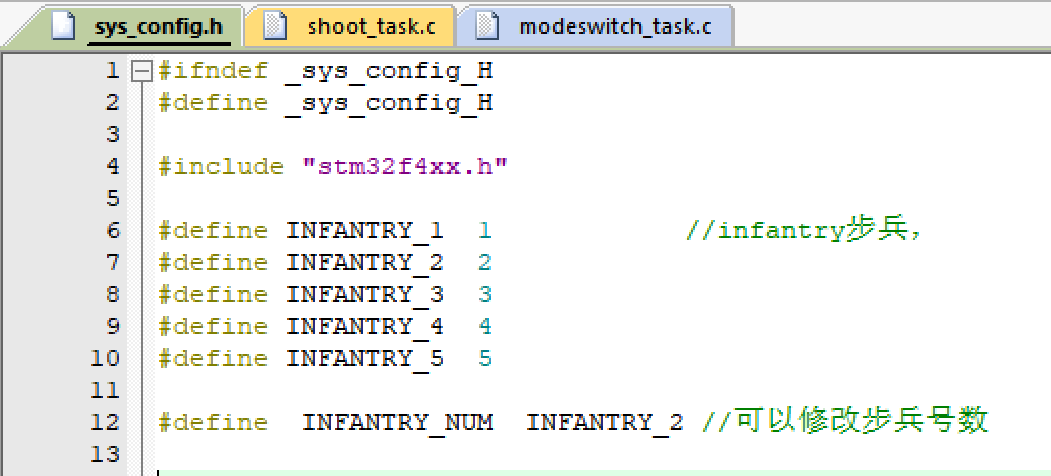 sys_config.h shoot_task.c modeswitch_task.c
1 #ifndef _sys_config_H
2 #define _sys_config_H
3
4 #include "stm32f4xx.h"
5
6 #define INFANTRY_1 1 //infantry步兵，
7 #define INFANTRY_2 2
8 #define INFANTRY_3 3
9 #define INFANTRY_4 4
10 #define INFANTRY_5 5
11
12 #define INFANTRY_NUM INFANTRY_2 //可以修改步兵号数
13